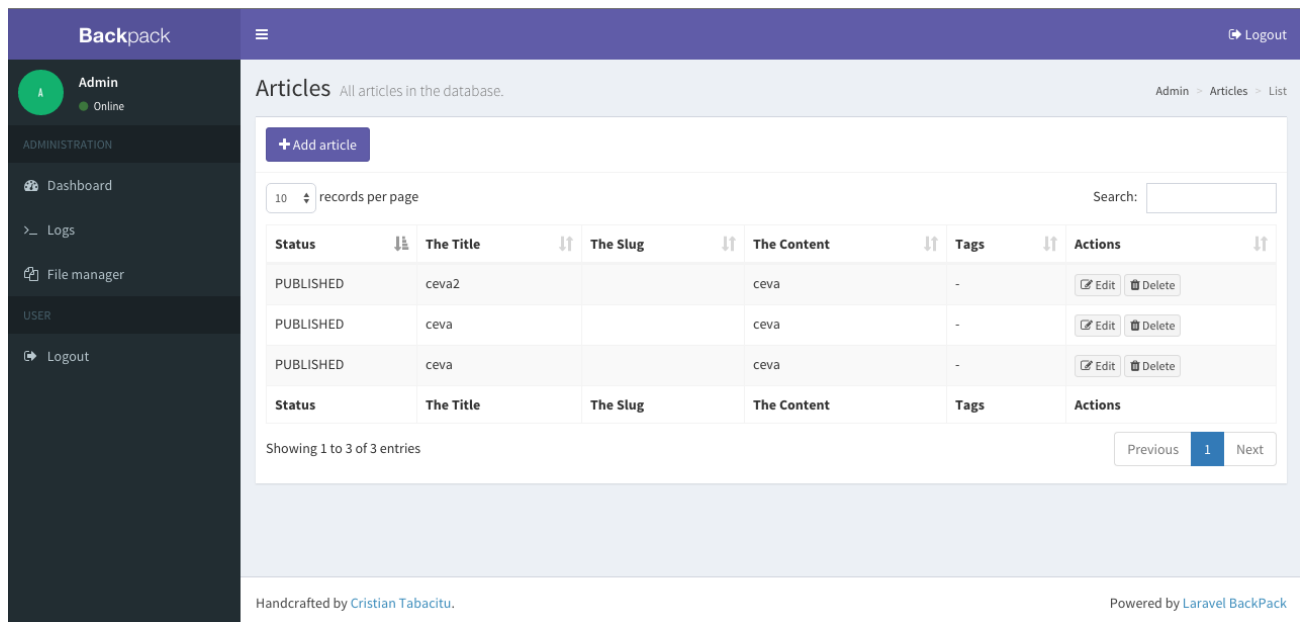 Backpack
Logout
A
Admin
Online
ADMINISTRATION
Dashboard
>_ Logs
File manager
USER
Logout
Articles All articles in the database.
Admin > Articles > List
+ Add article
10 records per page
Search:
Status The Title The Slug The Content Tags Actions
PUBLISHED ceva2 ceva - Edit Delete
PUBLISHED ceva ceva - Edit Delete
PUBLISHED ceva ceva - Edit Delete
Status The Title The Slug The Content Tags Actions
Showing 1 to 3 of 3 entries
Previous 1 Next
Handcrafted by Cristian Tabacitu.
Powered by Laravel BackPack